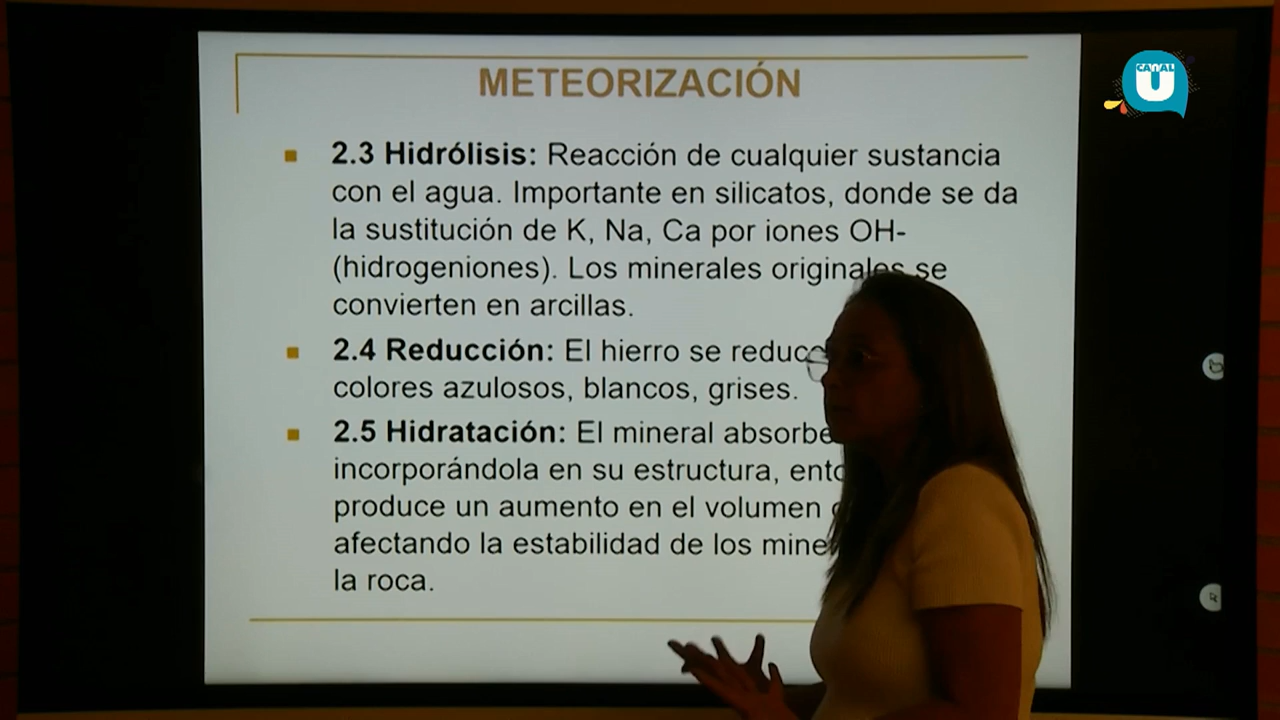 CANAL
U
METEORIZACIÓN
2.3 Hidrólisis: Reacción de cualquier sustancia
con el agua. Importante en silicatos, donde se da
la sustitución de K, Na, Ca por iones OH-
(hidrogeniones). Los minerales originales se
convierten en arcillas.
2.4 Reducción: El hierro se
colores azulosos, blancos, grises.
2.5 Hidratación: El mineral absorbe
incorporándola en su estructura,
produce un aumento en el volumen
afectando la estabilidad de los
la roca.